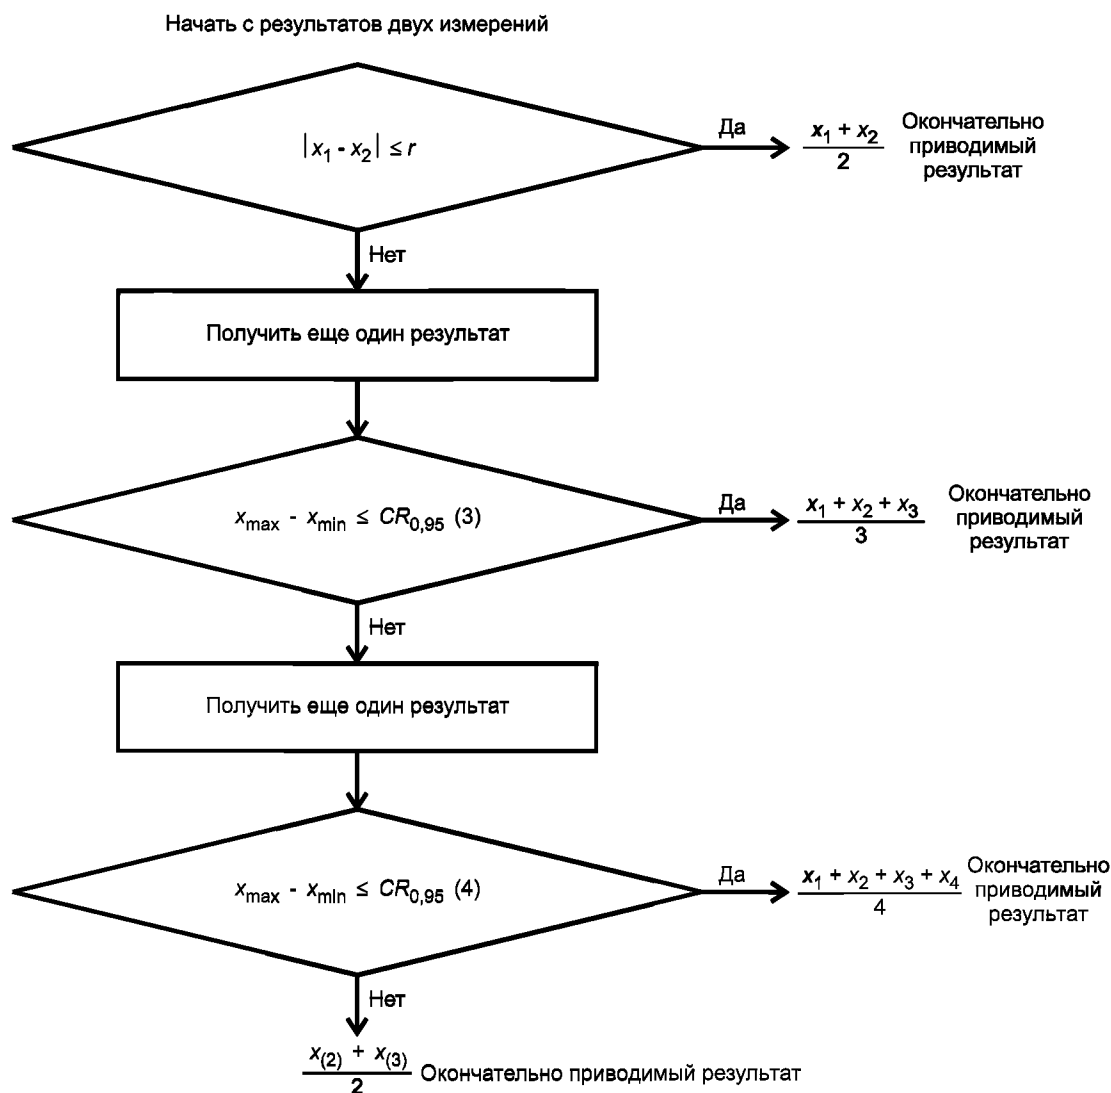 Начать с результатов двух измерений
|x₁ - x₂| ≤ r
Да
x₁ + x₂
2
Окончательно
приводимый
результат
Нет
Получить еще один результат
xmax - xmin ≤ CR0,95 (3)
Да
x₁ + x₂ + x₃
3
Окончательно
приводимый
результат
Нет
Получить еще один результат
xmax - xmin ≤ CR0,95 (4)
Да
x₁ + x₂ + x₃ + x₄
4
Окончательно
приводимый
результат
Нет
x(2) + x(3)
2
Окончательно приводимый результат